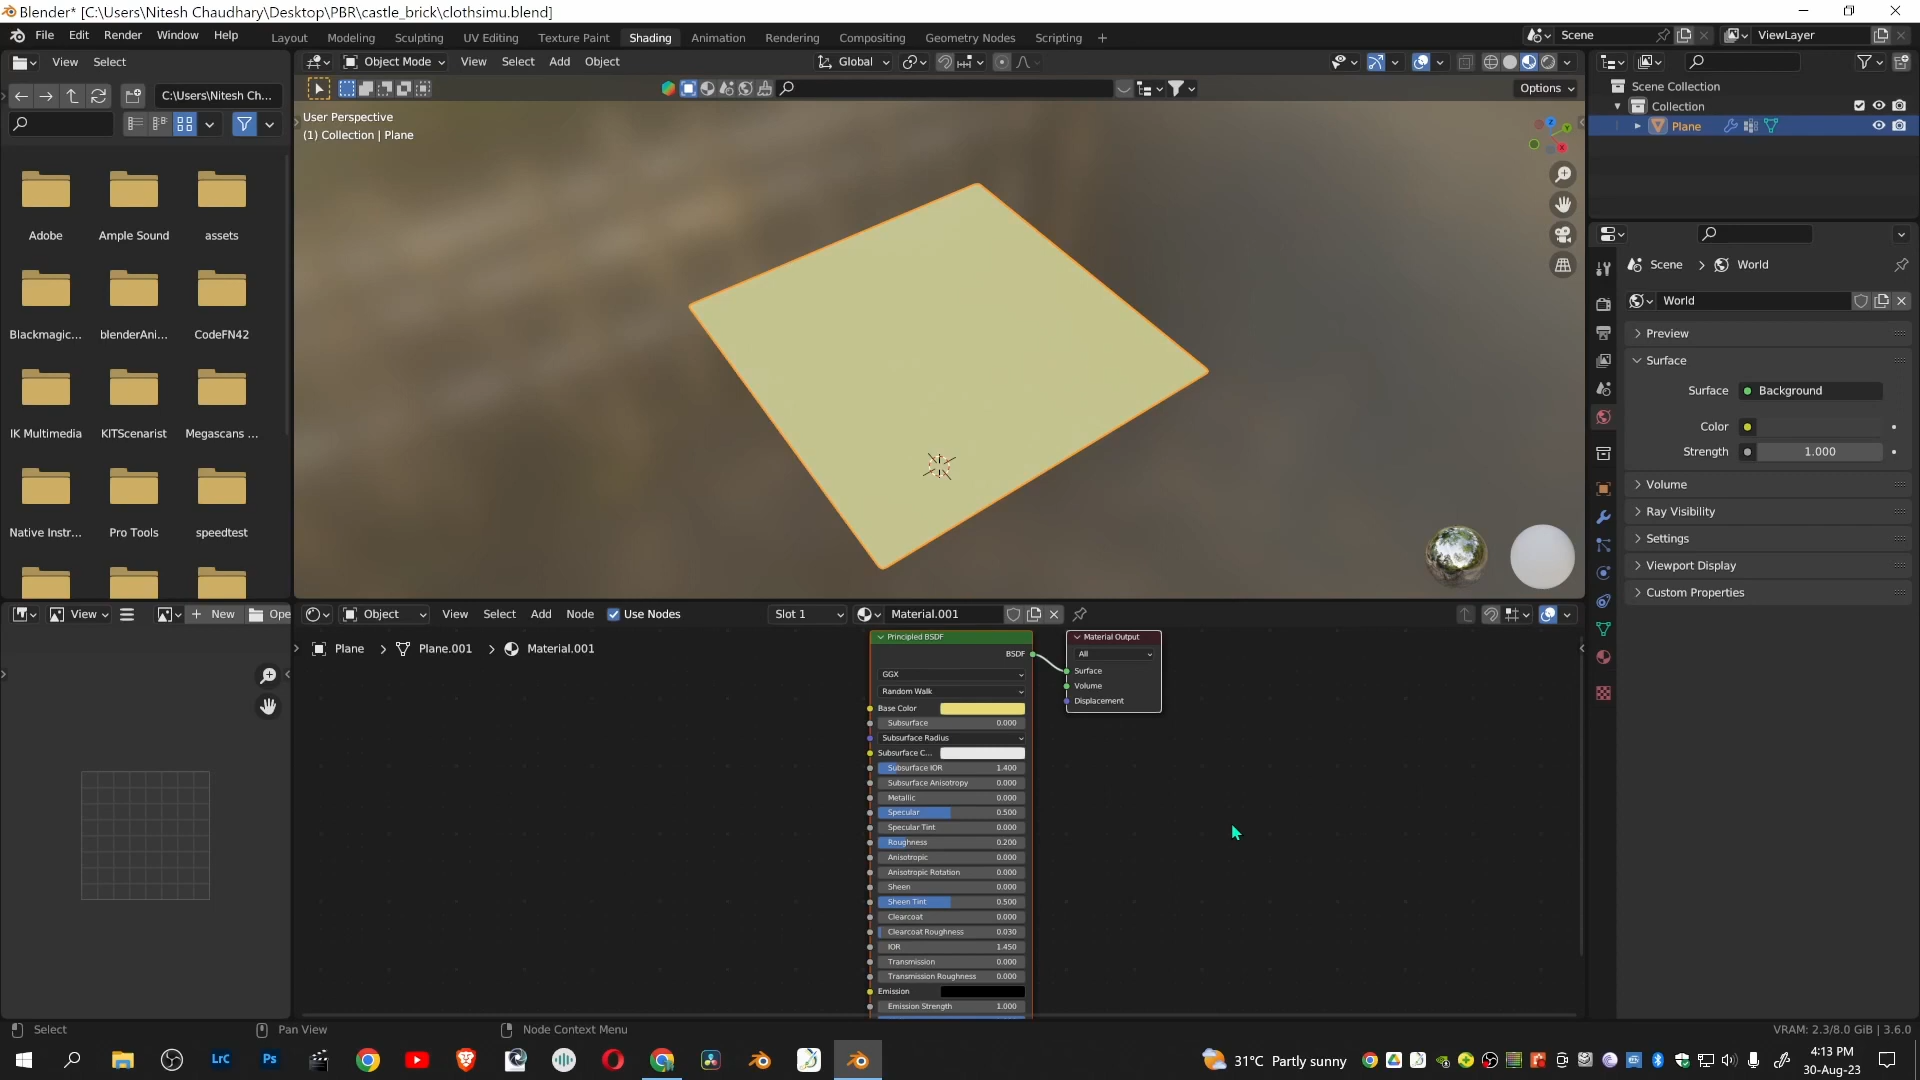 Blender* [C:\Users\Nitesh Chaudhary\Desktop\PBR\castle_brick\clothsimu.blend]
File Edit Render Window Help
Layout Modeling Sculpting UV Editing Texture Paint Shading Animation Rendering Compositing Geometry Nodes Scripting +
Scene
ViewLayer
View Select
Object Mode View Select Add Object
Global
C:\Users\Nitesh Ch...
Options
User Perspective
(1) Collection | Plane
Scene Collection
Collection
Plane
Adobe
Ample Sound
assets
Blackmagic...
blenderAni...
CodeFN42
IK Multimedia
KITScenarist
Megascans ...
Native Instr...
Pro Tools
speedtest
Scene > World
World
Preview
Surface
Surface Background
Color
Strength 1.000
Volume
Ray Visibility
Settings
Viewport Display
Custom Properties
View New Ope
Object View Select Add Node Use Nodes Slot 1 Material.001
Plane > Plane.001 > Material.001
Principled BSDF
BSDF
GGX
Random Walk
Base Color
Subsurface 0.000
Subsurface Radius
Subsurface C...
Subsurface IOR 1.400
Subsurface Anisotropy 0.000
Metallic 0.000
Specular 0.500
Specular Tint 0.000
Roughness 0.200
Anisotropic 0.000
Anisotropic Rotation 0.000
Sheen 0.000
Sheen Tint 0.500
Clearcoat 0.000
Clearcoat Roughness 0.030
IOR 1.450
Transmission 0.000
Transmission Roughness 0.000
Emission
Emission Strength 1.000
Material Output
All
Surface
Volume
Displacement
Select
Pan View
Node Context Menu
VRAM: 2.3/8.0 GiB | 3.6.0
LrC
Ps
31°C Partly sunny
4:13 PM
30-Aug-23